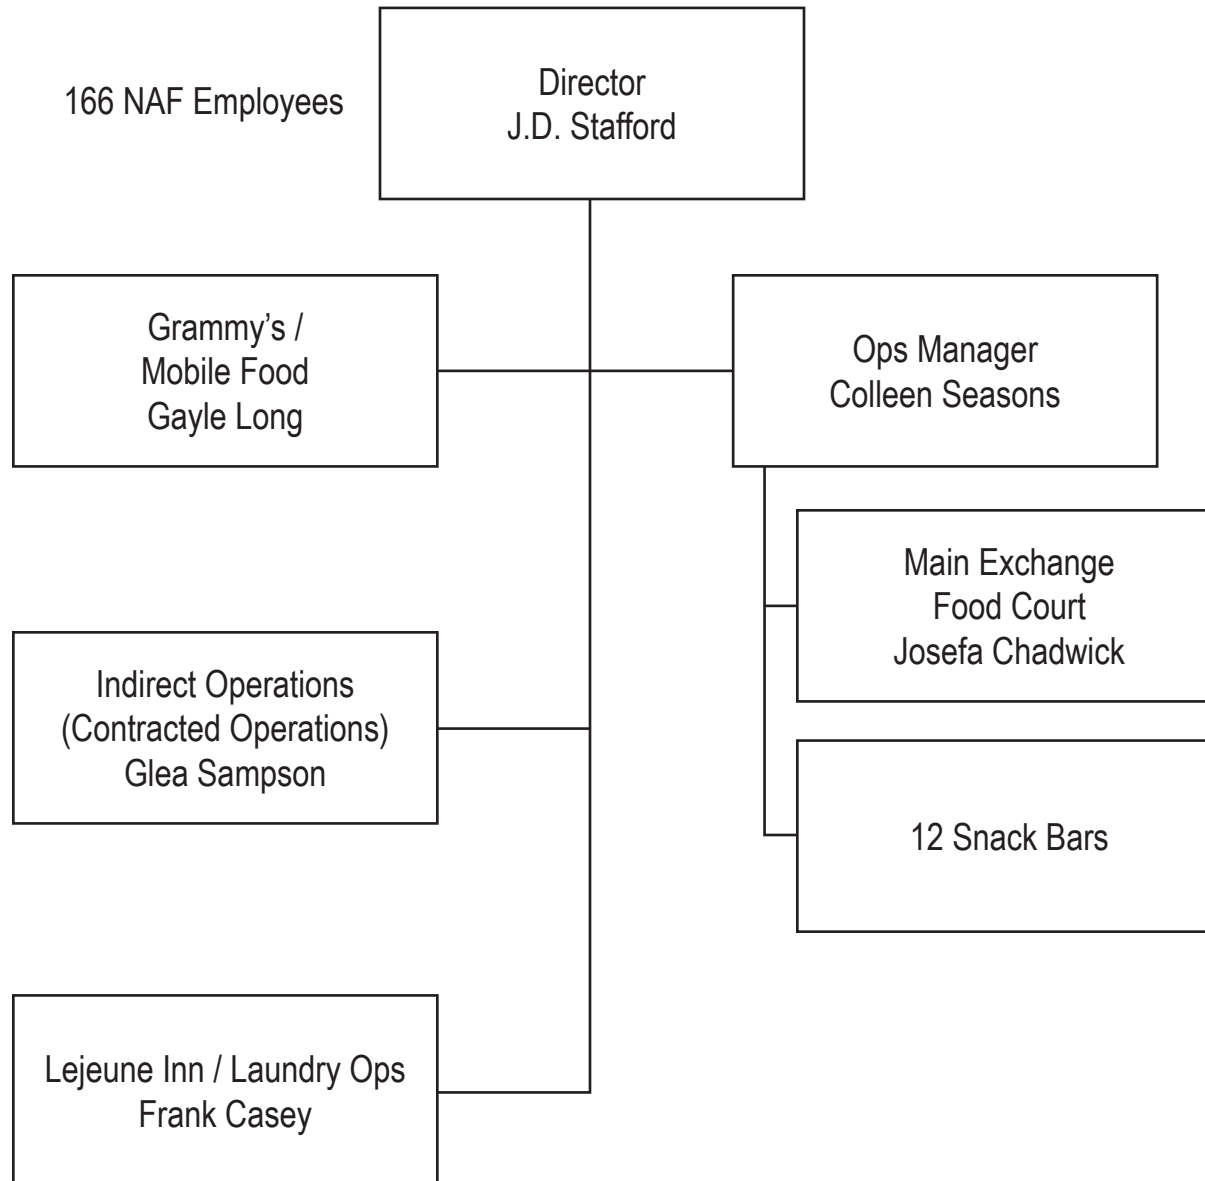 166 NAF Employees
Director
J.D. Stafford
Grammy’s /
Mobile Food
Gayle Long
Ops Manager
Colleen Seasons
Main Exchange
Food Court
Josefa Chadwick
Indirect Operations
(Contracted Operations)
Glea Sampson
12 Snack Bars
Lejeune Inn / Laundry Ops
Frank Casey